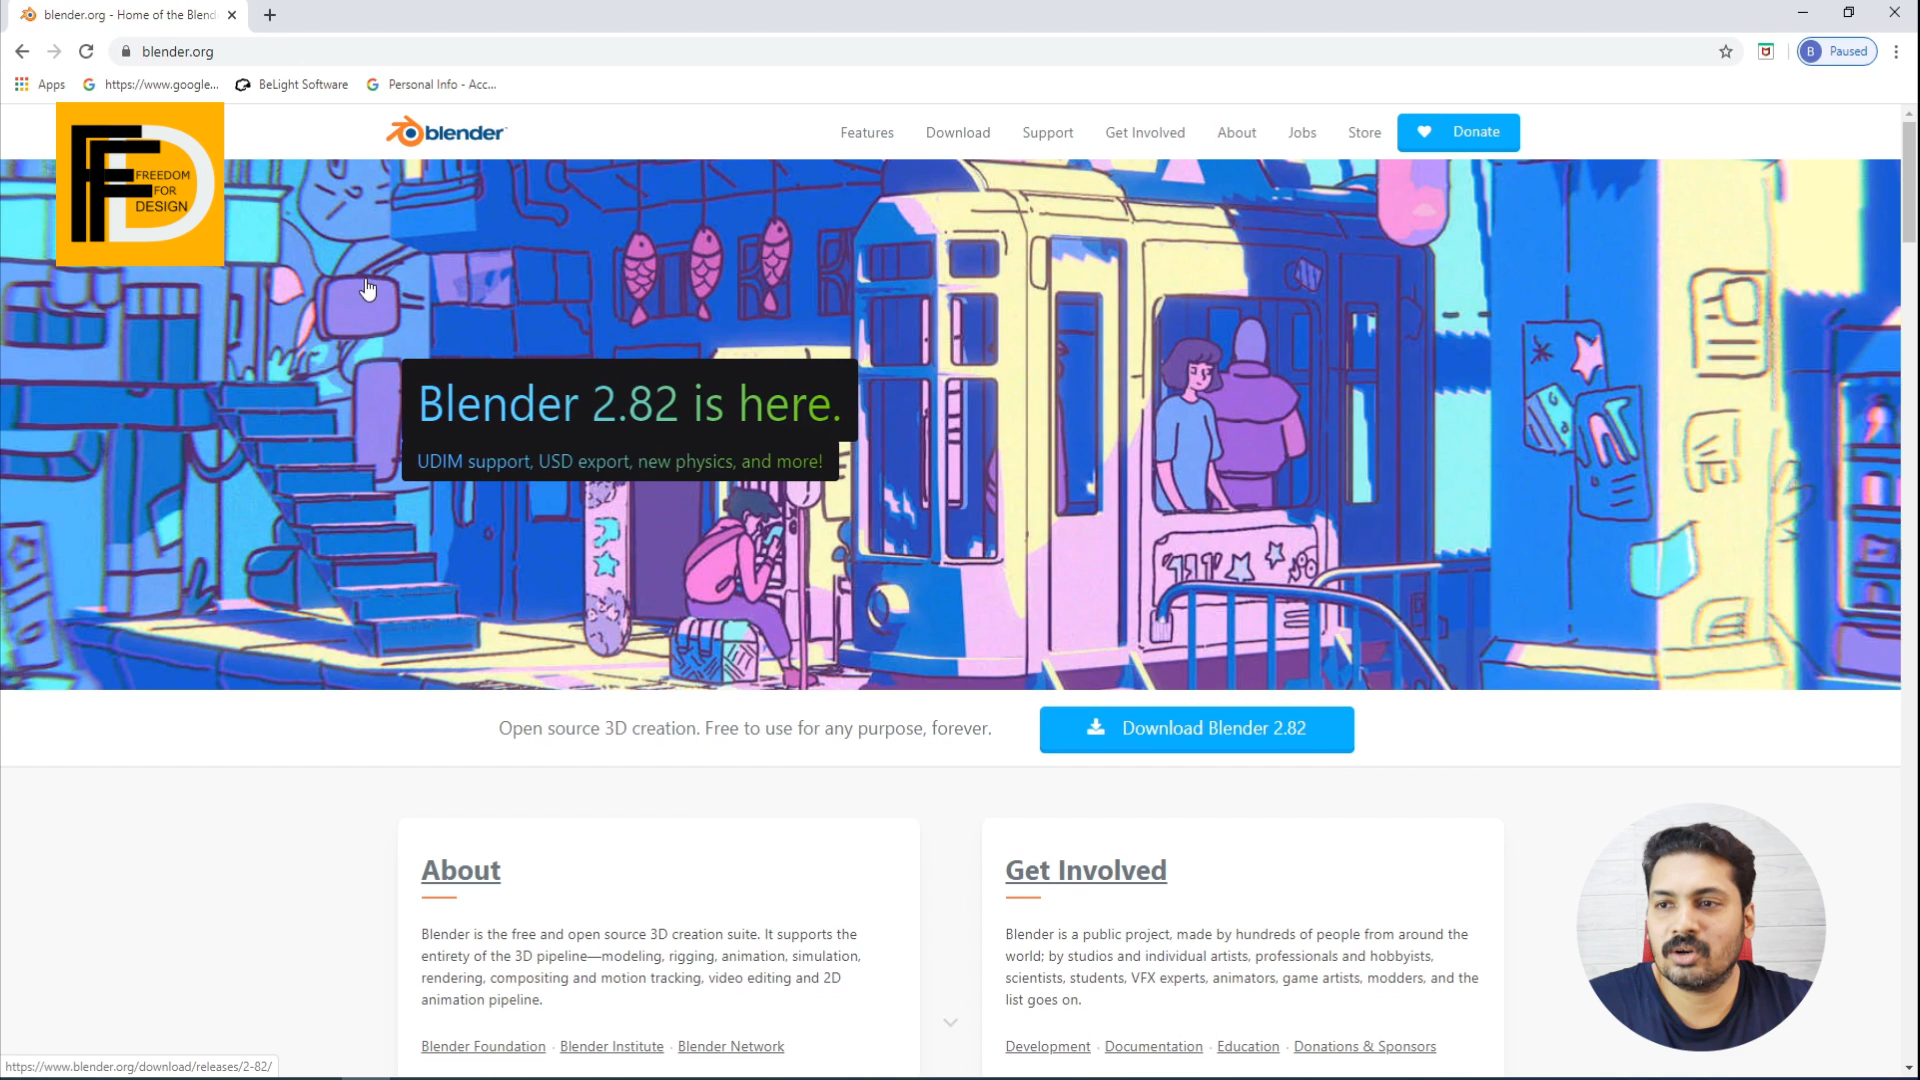 blender.org - Home of the Blend
blender.org
B Paused
Apps
https://www.google...
BeLight Software
Personal Info - Acc...
FREEDOM
FOR
DESIGN
blender
Features
Download
Support
Get Involved
About
Jobs
Store
Donate
Blender 2.82 is here.
UDIM support, USD export, new physics, and more!
Open source 3D creation. Free to use for any purpose, forever.
Download Blender 2.82
About
Blender is the free and open source 3D creation suite. It supports the
entirety of the 3D pipeline—modeling, rigging, animation, simulation,
rendering, compositing and motion tracking, video editing and 2D
animation pipeline.
Blender Foundation · Blender Institute · Blender Network
Get Involved
Blender is a public project, made by hundreds of people from around the
world; by studios and individual artists, professionals and hobbyists,
scientists, students, VFX experts, animators, game artists, modders, and the
list goes on.
Development · Documentation · Education · Donations & Sponsors
https://www.blender.org/download/releases/2-82/